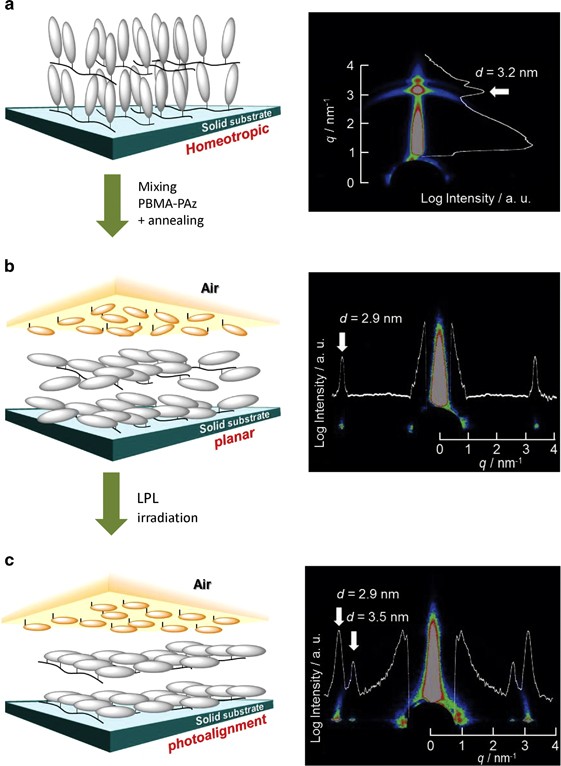 a
Solid substrate
Homeotropic
4
3
2
1
0
q / nm-1
d = 3.2 nm
Log Intensity / a. u.
Mixing
PBMA-PAz
+ annealing
b
Air
Solid substrate
planar
d = 2.9 nm
Log Intensity / a. u.
0 1 2 3 4
q / nm-1
LPL
irradiation
c
Air
Solid substrate
photoalignment
d = 2.9 nm
d = 3.5 nm
Log Intensity / a. u.
0 1 2 3 4
q / nm-1